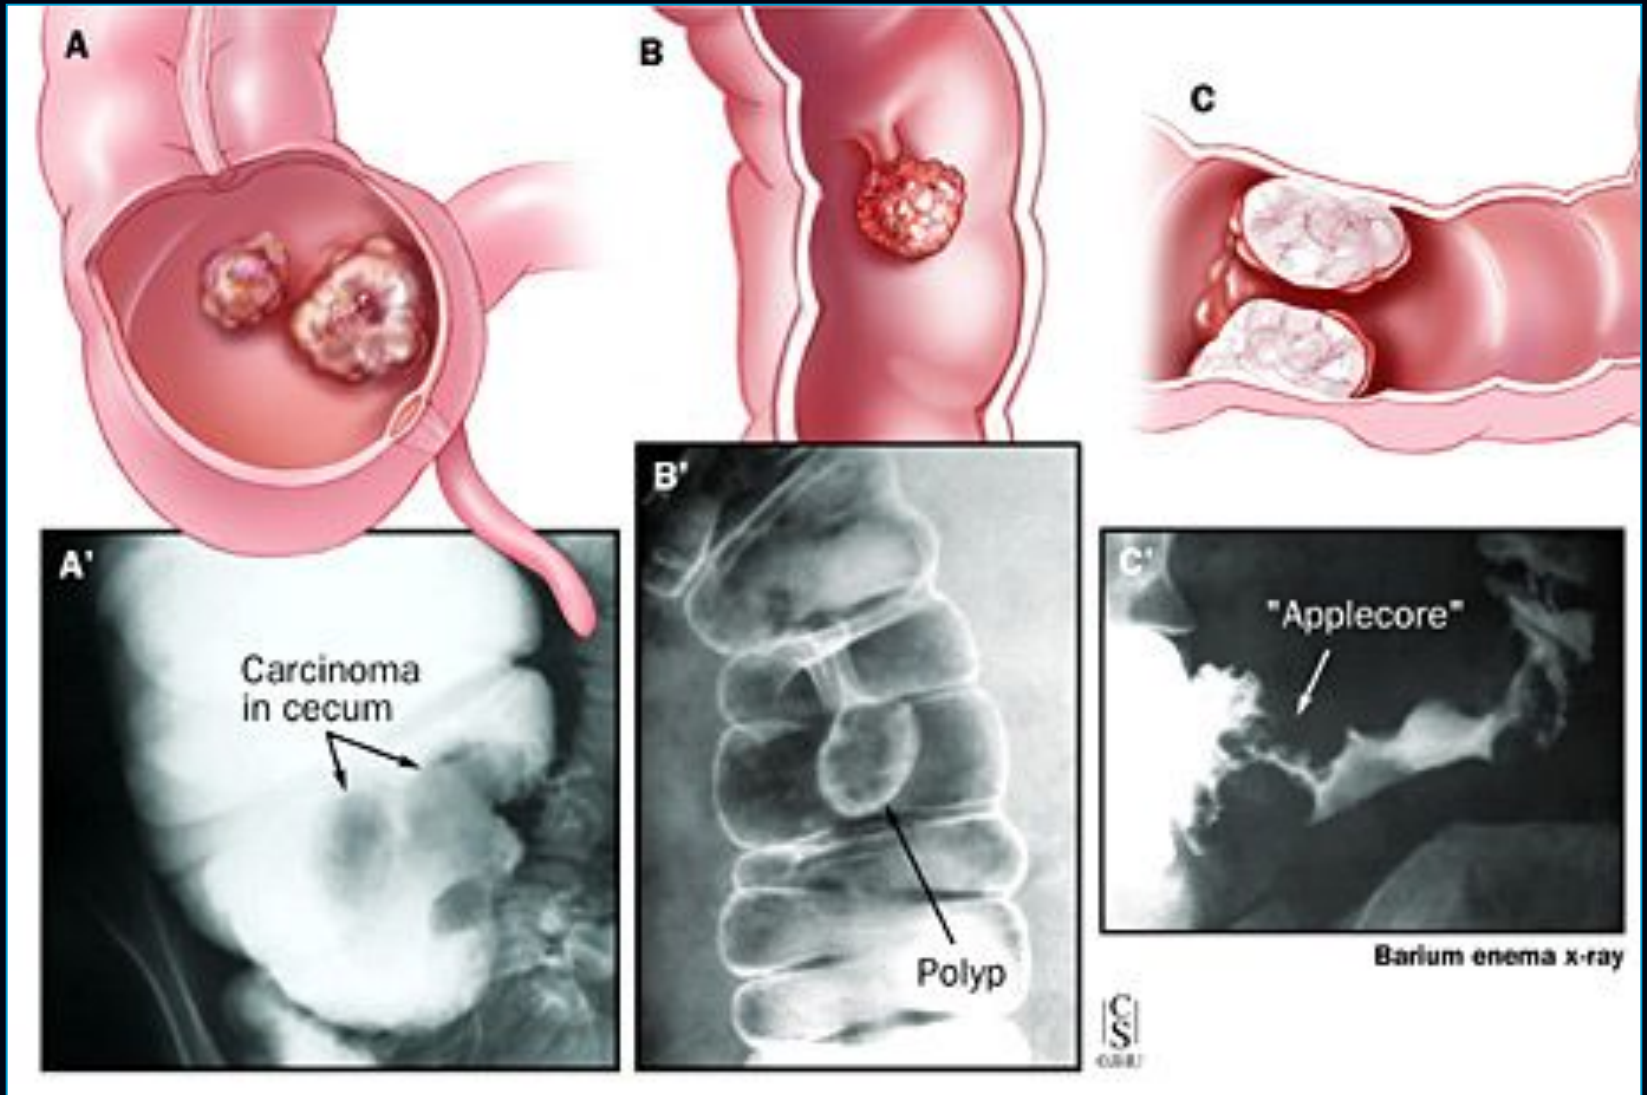 A
B
C
A'
Carcinoma
in cecum
B'
Polyp
C'
"Applecore"
Barium enema x-ray
C
S